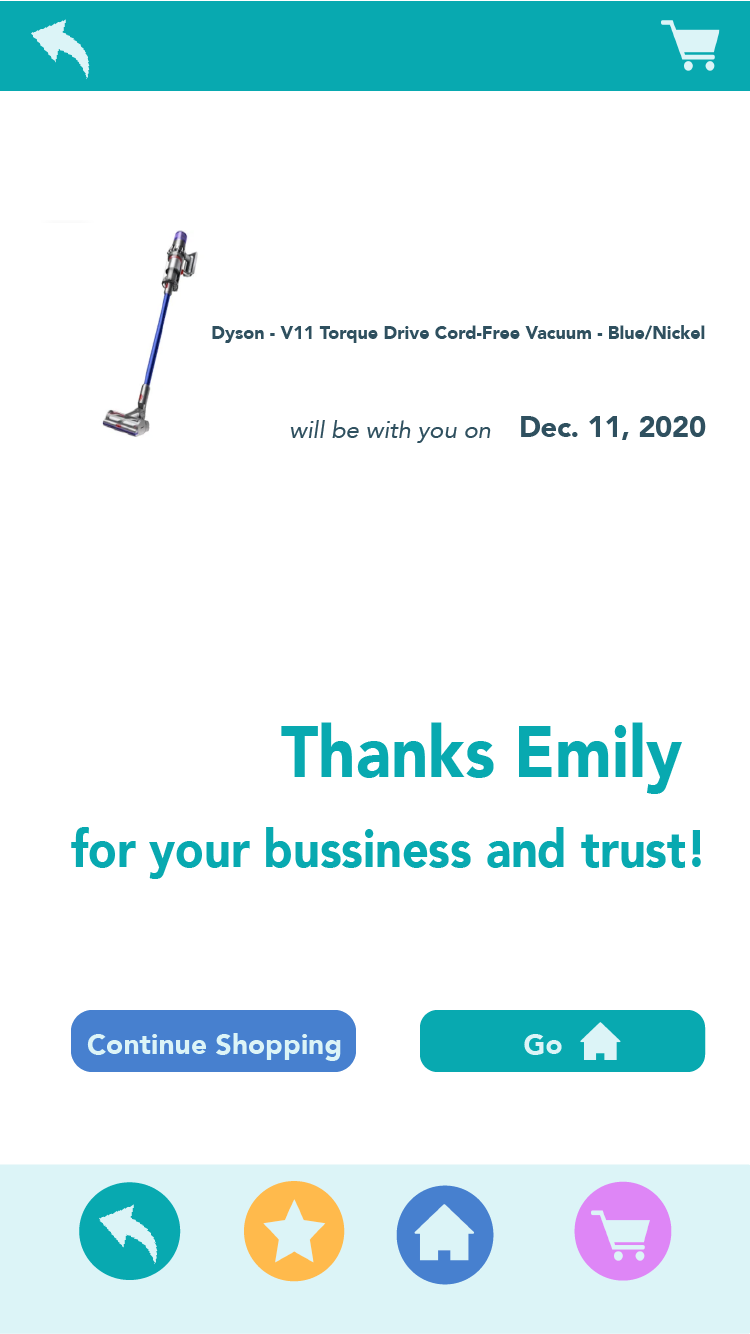 Dyson - V11 Torque Drive Cord-Free Vacuum - Blue/Nickel
will be with you on Dec. 11, 2020
Thanks Emily
for your bussiness and trust!
Continue Shopping
Go